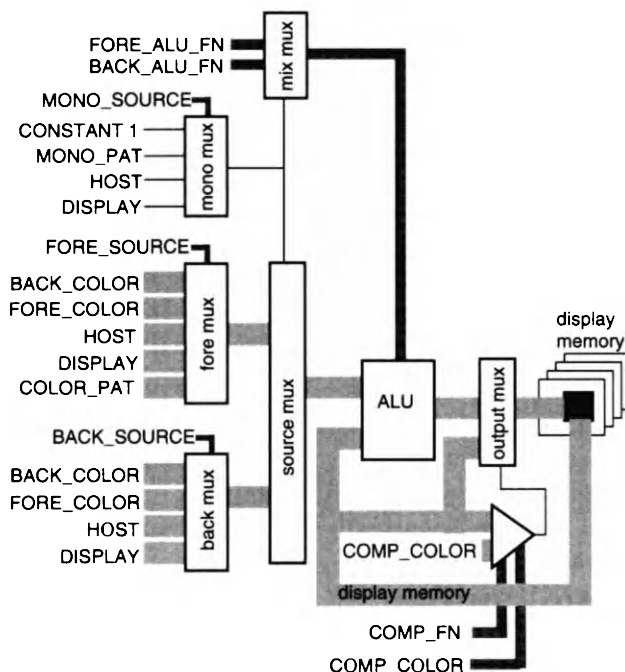 FORE_ALU_FN
BACK_ALU_FN
mix mux
MONO_SOURCE
CONSTANT 1
MONO_PAT
HOST
DISPLAY
mono mux
FORE_SOURCE
BACK_COLOR
FORE_COLOR
HOST
DISPLAY
COLOR_PAT
fore mux
BACK_SOURCE
BACK_COLOR
FORE_COLOR
HOST
DISPLAY
back mux
source mux
ALU
output mux
display
memory
COMP_COLOR
display memory
COMP_FN
COMP_COLOR